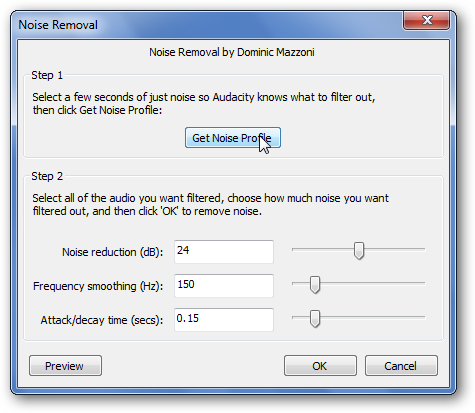 Noise Removal
Noise Removal by Dominic Mazzoni
Step 1
Select a few seconds of just noise so Audacity knows what to filter out,
then click Get Noise Profile:
Get Noise Profile
Step 2
Select all of the audio you want filtered, choose how much noise you want
filtered out, and then click 'OK' to remove noise.
Noise reduction (dB): 24
Frequency smoothing (Hz): 150
Attack/decay time (secs): 0.15
Preview OK Cancel